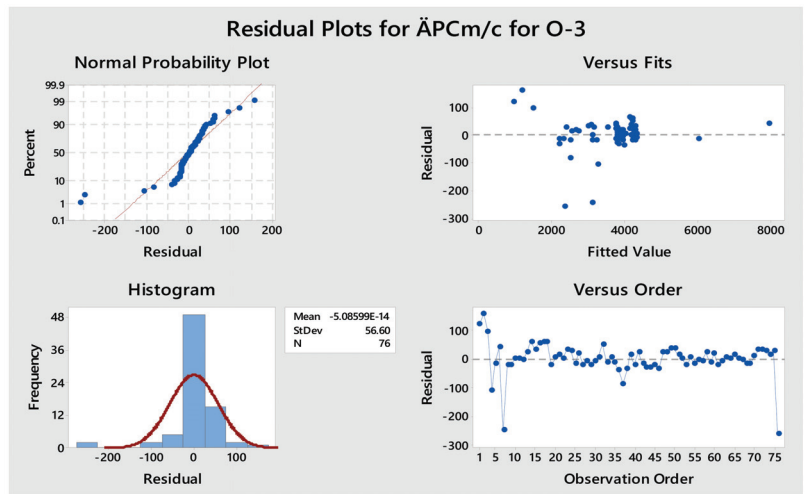 Residual Plots for ÄPCm/c for O-3
Normal Probability Plot
99.9
99
90
50
10
1
0.1
Percent
-200 -100 0 100 200
Residual
Versus Fits
100
0
-100
-200
-300
Residual
0 2000 4000 6000 8000
Fitted Value
Histogram
48
36
24
12
0
Frequency
-200 -100 0 100
Residual
Mean -5.08599E-14
StDev 56.60
N 76
Versus Order
100
0
-100
-200
-300
Residual
1 5 10 15 20 25 30 35 40 45 50 55 60 65 70 75
Observation Order